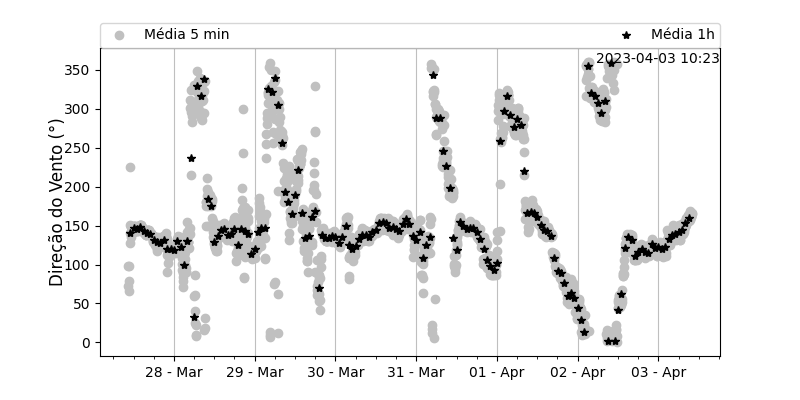 Média 5 min
Média 1h
2023-04-03 10:23
Direção do Vento (°)
350
300
250
200
150
100
50
0
28 - Mar
29 - Mar
30 - Mar
31 - Mar
01 - Apr
02 - Apr
03 - Apr